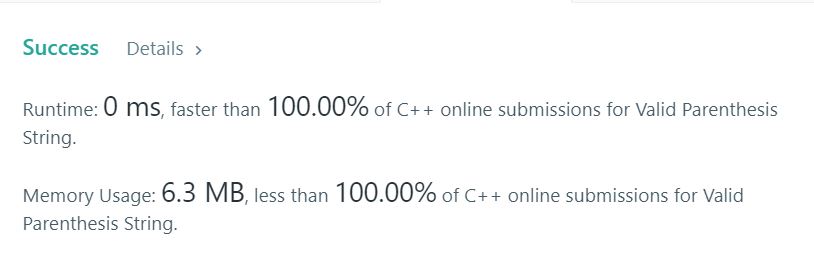 Success Details >
Runtime: 0 ms, faster than 100.00% of C++ online submissions for Valid Parenthesis
String.
Memory Usage: 6.3 MB, less than 100.00% of C++ online submissions for Valid
Parenthesis String.